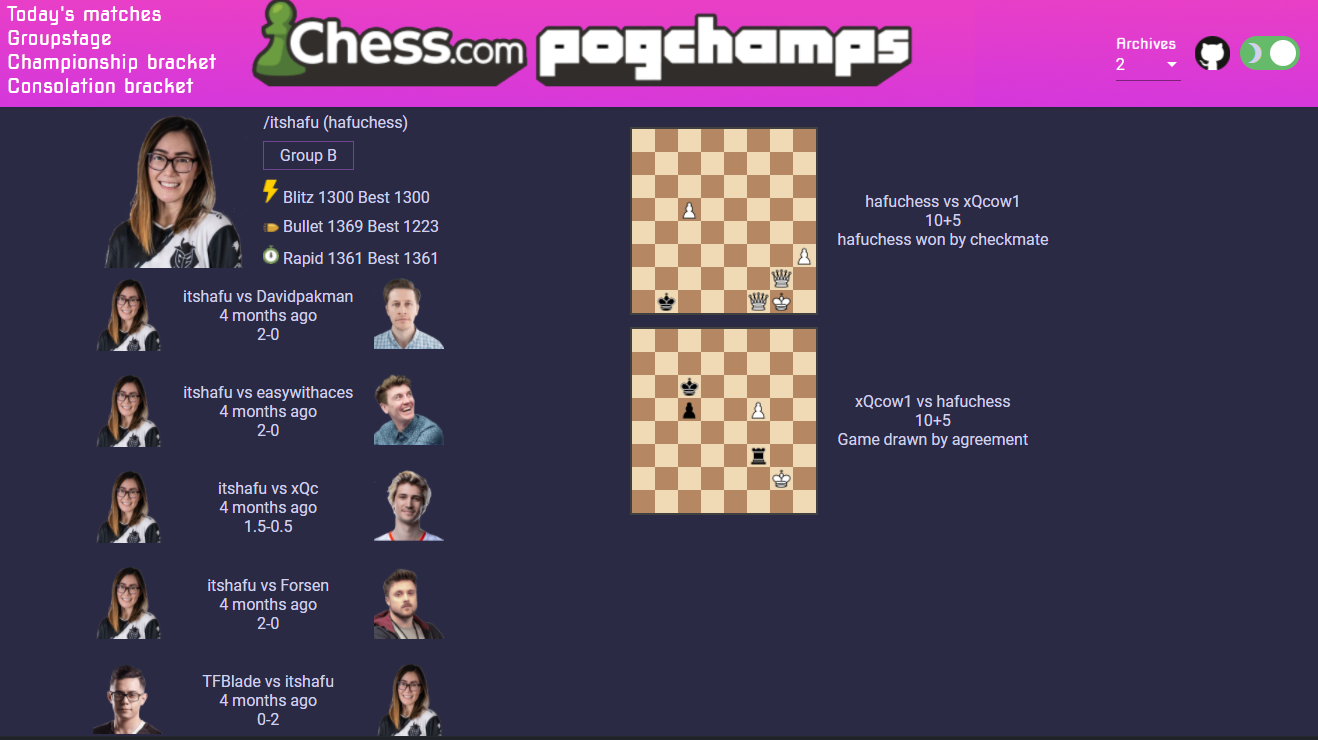 Today's matches
Groupstage
Championship bracket
Consolation bracket
Chess.com pogchamps
Archives
2
/itshafu (hafuchess)
Group B
Blitz 1300 Best 1300
Bullet 1369 Best 1223
Rapid 1361 Best 1361
itshafu vs Davidpakman
4 months ago
2-0
itshafu vs easywithaces
4 months ago
2-0
itshafu vs xQc
4 months ago
1.5-0.5
itshafu vs Forsen
4 months ago
2-0
TFBlade vs itshafu
4 months ago
0-2
hafuchess vs xQcow1
10+5
hafuchess won by checkmate
xQcow1 vs hafuchess
10+5
Game drawn by agreement